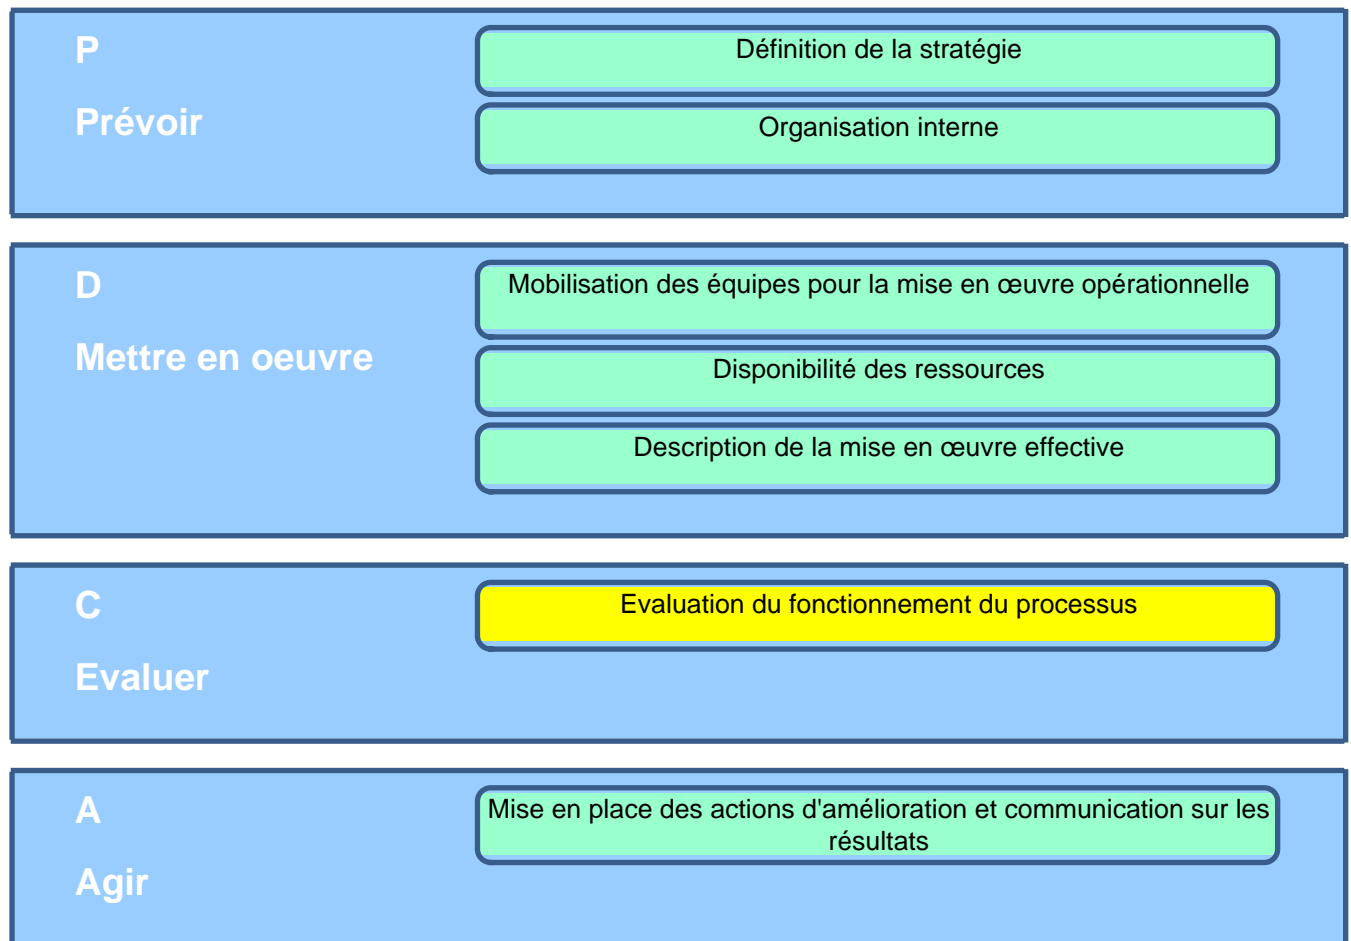 P
Prévoir
Définition de la stratégie
Organisation interne
D
Mettre en oeuvre
Mobilisation des équipes pour la mise en œuvre opérationnelle
Disponibilité des ressources
Description de la mise en œuvre effective
C
Evaluer
Evaluation du fonctionnement du processus
A
Agir
Mise en place des actions d'amélioration et communication sur les
résultats